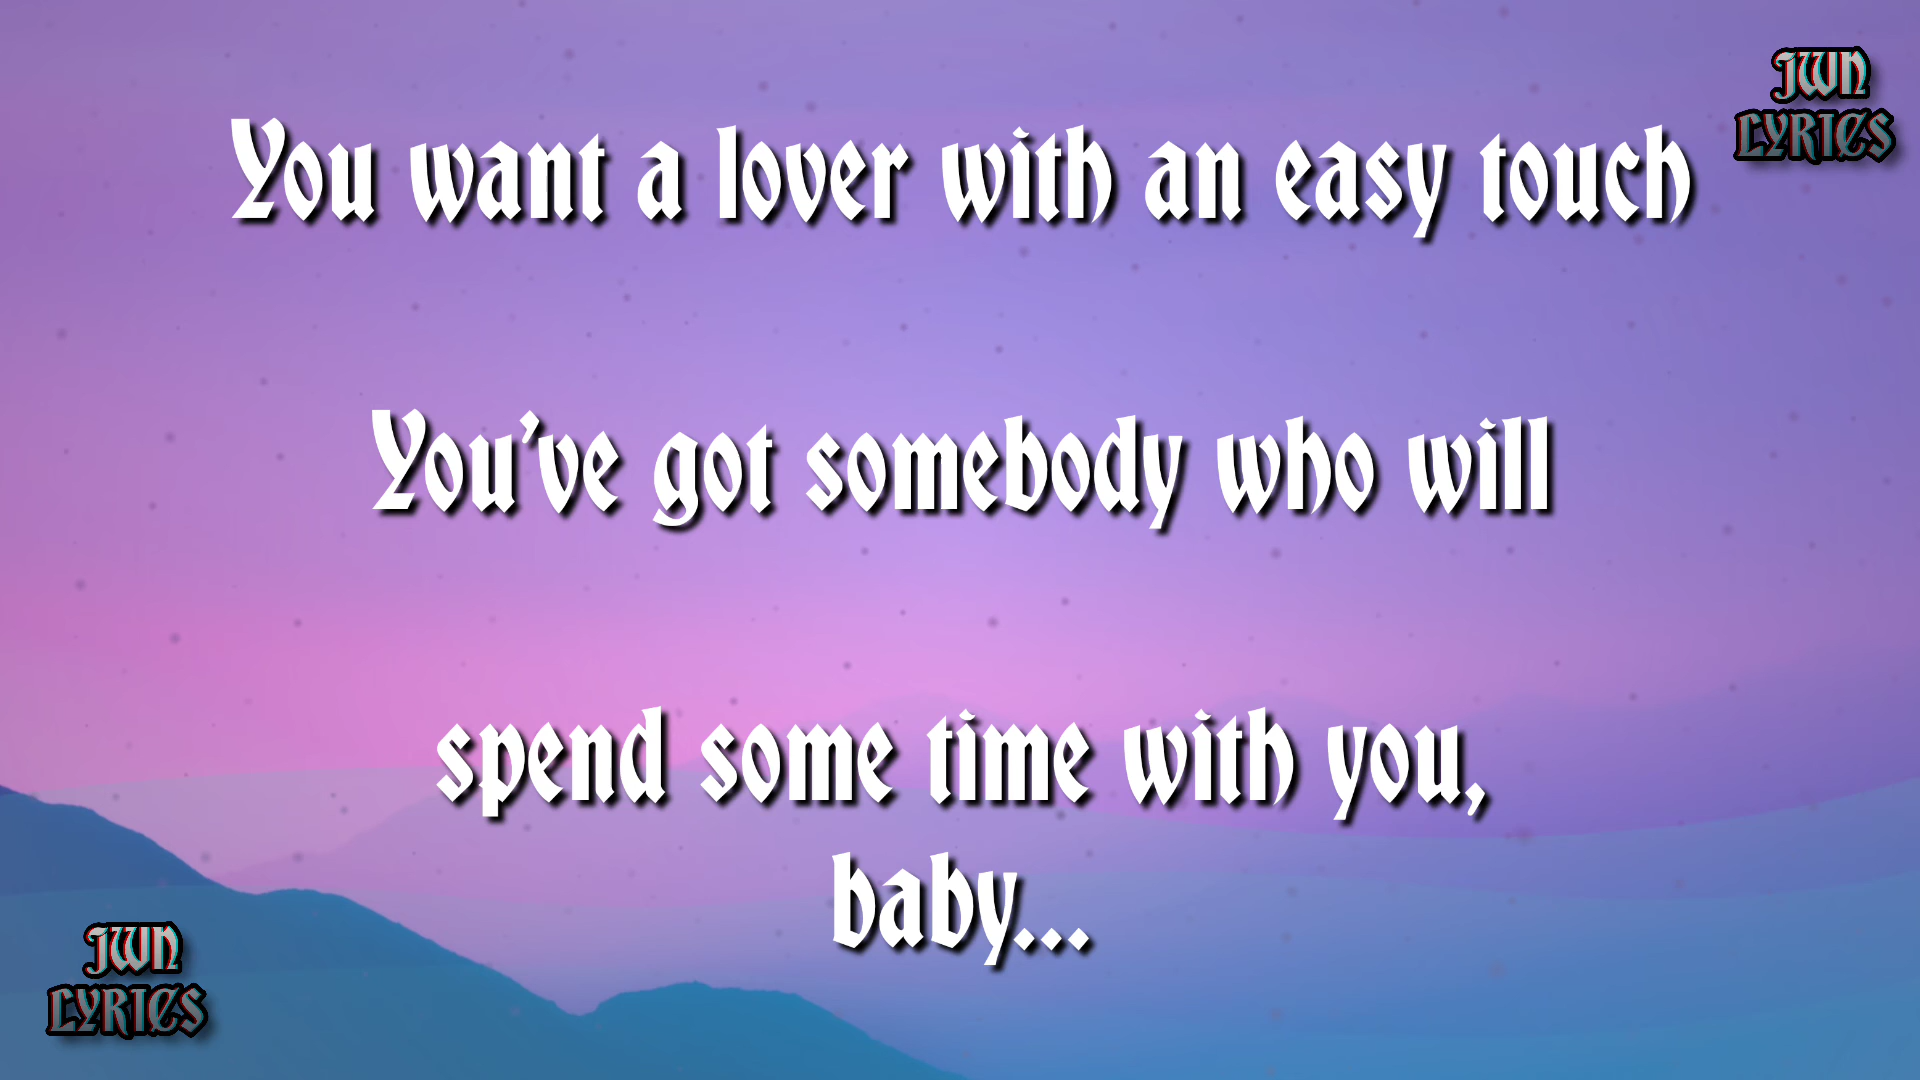 JWN
LYRICS
You want a lover with an easy touch
You've got somebody who will
spend some time with you,
baby...
JWN
LYRICS